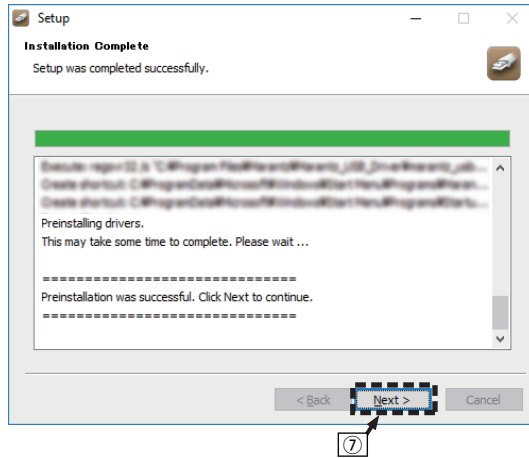 Setup
Installation Complete
Setup was completed successfully.
Preinstalling drivers.
This may take some time to complete. Please wait ...
==============================
Preinstallation was successful. Click Next to continue.
==============================
< Back
Next >
Cancel
⑦